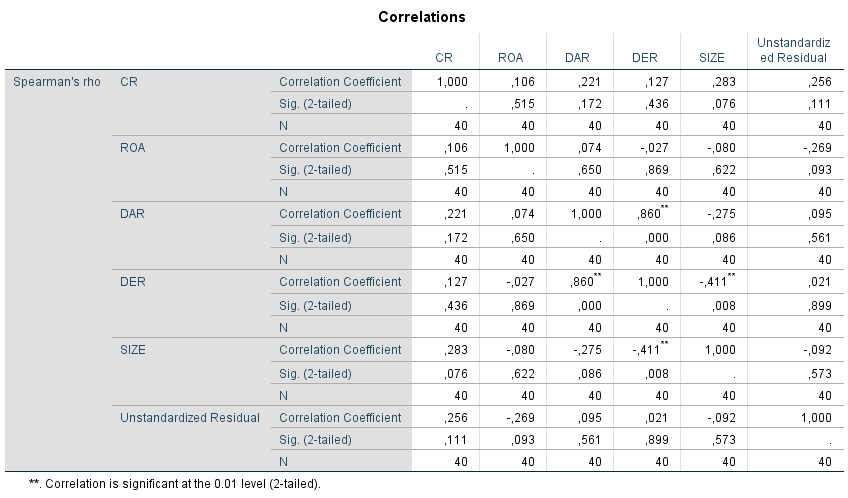 Correlations
CR ROA DAR DER SIZE Unstandardiz
ed Residual
Spearman's rho CR Correlation Coefficient 1,000 ,106 ,221 ,127 ,283 ,256
Sig. (2-tailed) . ,515 ,172 ,436 ,076 ,111
N 40 40 40 40 40 40
ROA Correlation Coefficient ,106 1,000 ,074 -,027 -,080 -,269
Sig. (2-tailed) ,515 . ,650 ,869 ,622 ,093
N 40 40 40 40 40 40
DAR Correlation Coefficient ,221 ,074 1,000 ,860** -,275 ,095
Sig. (2-tailed) ,172 ,650 . ,000 ,086 ,561
N 40 40 40 40 40 40
DER Correlation Coefficient ,127 -,027 ,860** 1,000 -,411** ,021
Sig. (2-tailed) ,436 ,869 ,000 . ,008 ,899
N 40 40 40 40 40 40
SIZE Correlation Coefficient ,283 -,080 -,275 -,411** 1,000 -,092
Sig. (2-tailed) ,076 ,622 ,086 ,008 . ,573
N 40 40 40 40 40 40
Unstandardized Residual Correlation Coefficient ,256 -,269 ,095 ,021 -,092 1,000
Sig. (2-tailed) ,111 ,093 ,561 ,899 ,573 .
N 40 40 40 40 40 40
**. Correlation is significant at the 0.01 level (2-tailed).